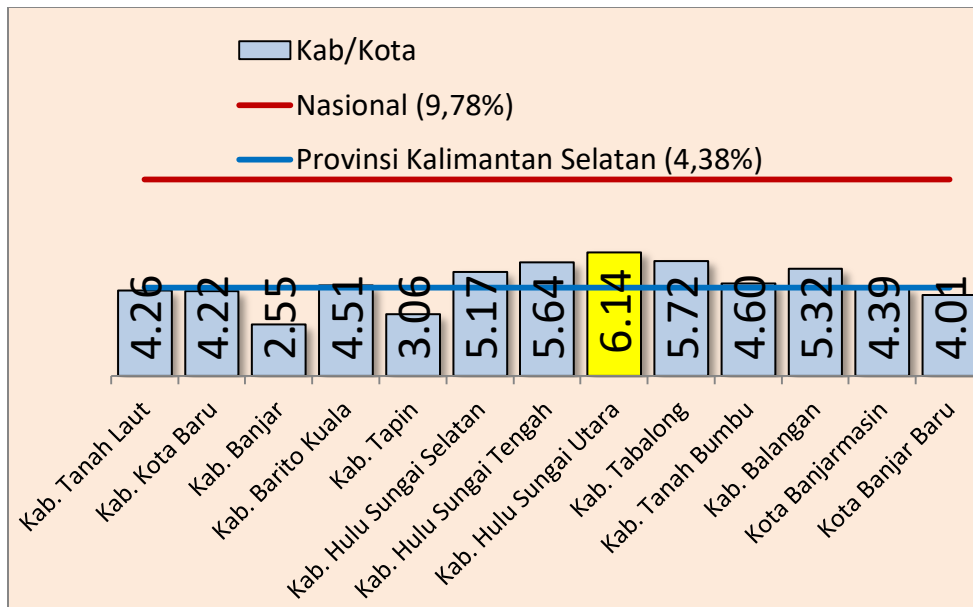 Kab/Kota
Nasional (9,78%)
Provinsi Kalimantan Selatan (4,38%)
4.26
4.22
2.55
4.51
3.06
5.17
5.64
6.14
5.72
4.60
5.32
4.39
4.01
Kab. Tanah Laut
Kab. Kota Baru
Kab. Banjar
Kab. Barito Kuala
Kab. Tapin
Kab. Hulu Sungai Selatan
Kab. Hulu Sungai Tengah
Kab. Hulu Sungai Utara
Kab. Tabalong
Kab. Tanah Bumbu
Kab. Balangan
Kota Banjarmasin
Kota Banjar Baru